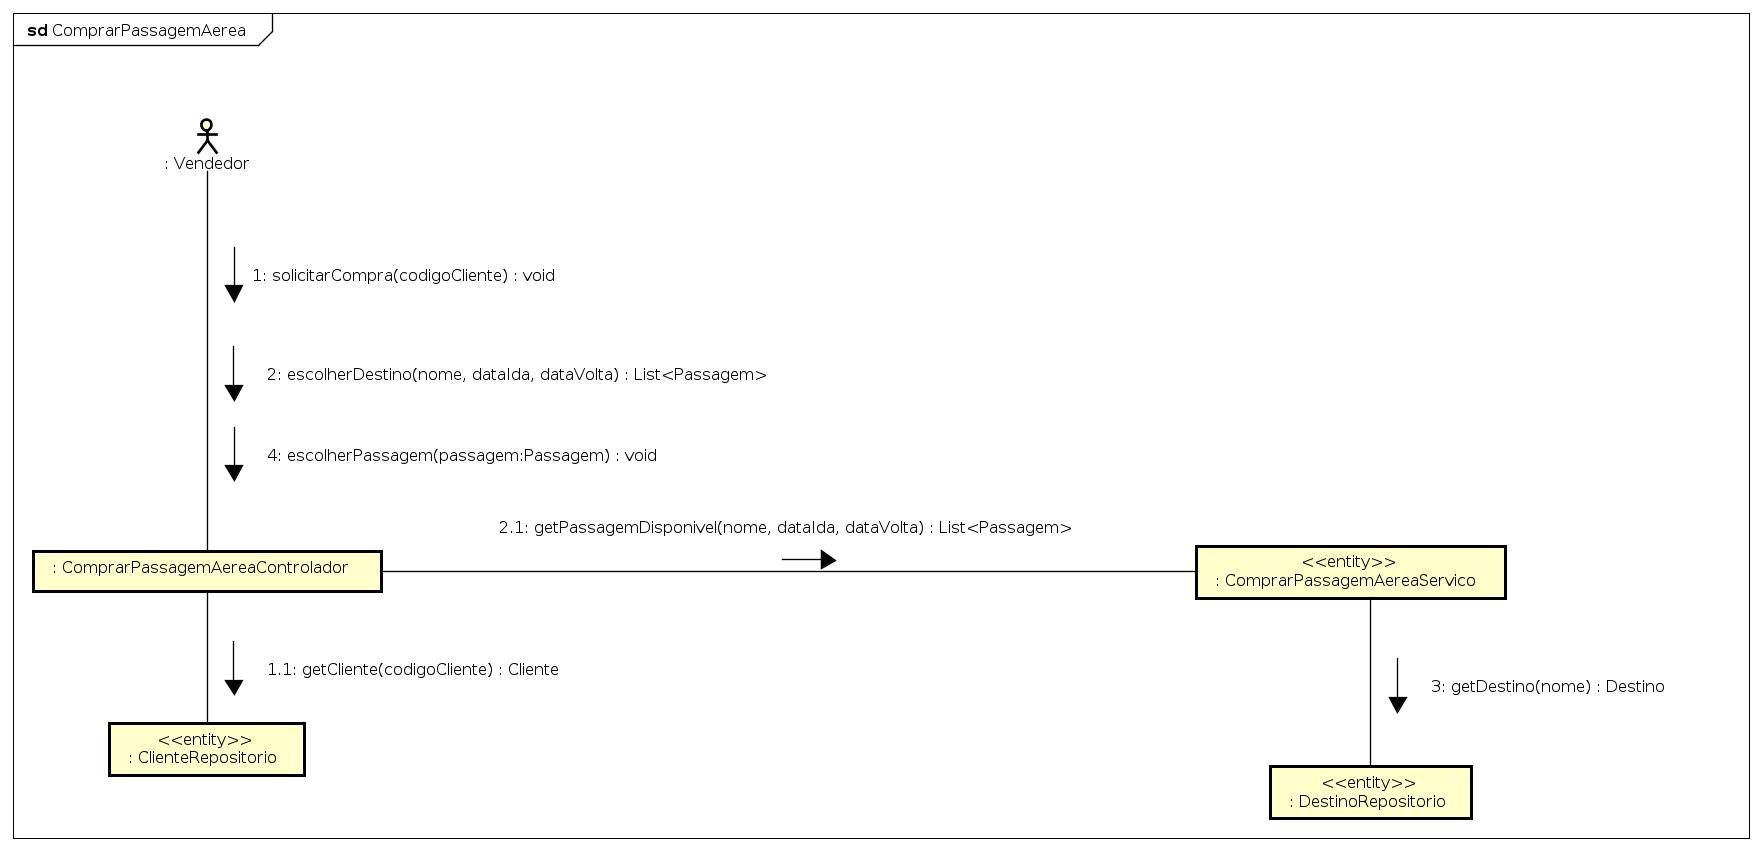 sd ComprarPassagemAerea
: Vendedor
1: solicitarCompra(codigoCliente) : void
2: escolherDestino(nome, dataIda, dataVolta) : List<Passagem>
4: escolherPassagem(passagem:Passagem) : void
2.1: getPassagemDisponivel(nome, dataIda, dataVolta) : List<Passagem>
: ComprarPassagemAereaControlador
<<entity>>
: ComprarPassagemAereaServico
1.1: getCliente(codigoCliente) : Cliente
3: getDestino(nome) : Destino
<<entity>>
: ClienteRepositorio
<<entity>>
: DestinoRepositorio